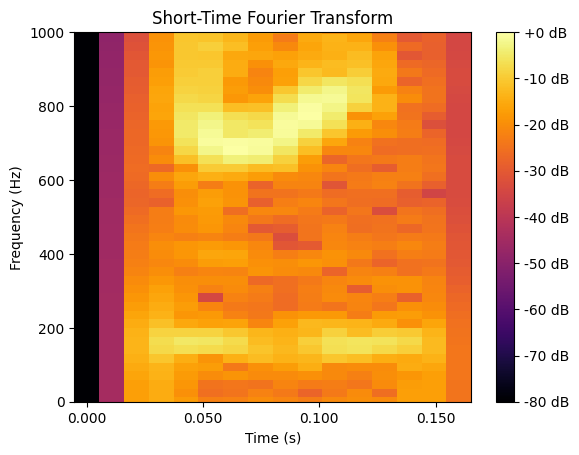 Short-Time Fourier Transform
1000
800
600
400
200
0
Frequency (Hz)
0.000
0.050
0.100
0.150
Time (s)
+0 dB
-10 dB
-20 dB
-30 dB
-40 dB
-50 dB
-60 dB
-70 dB
-80 dB